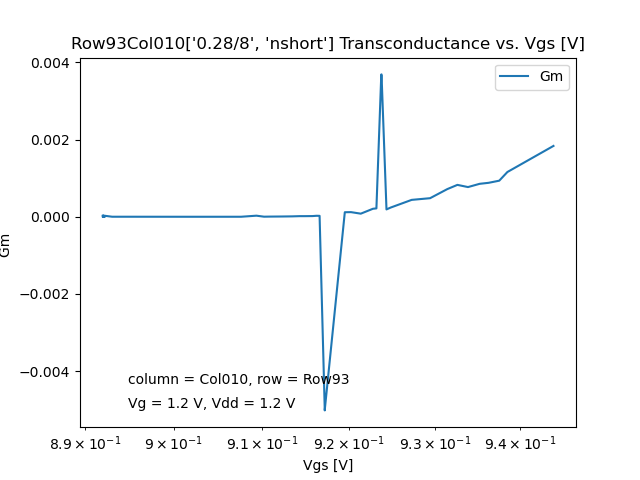 Row93Col010['0.28/8', 'nshort'] Transconductance vs. Vgs [V]
Gm
0.004
0.002
0.000
−0.002
−0.004
Gm
column = Col010, row = Row93
Vg = 1.2 V, Vdd = 1.2 V
8.9 × 10⁻¹ 9 × 10⁻¹ 9.1 × 10⁻¹ 9.2 × 10⁻¹ 9.3 × 10⁻¹ 9.4 × 10⁻¹
Vgs [V]